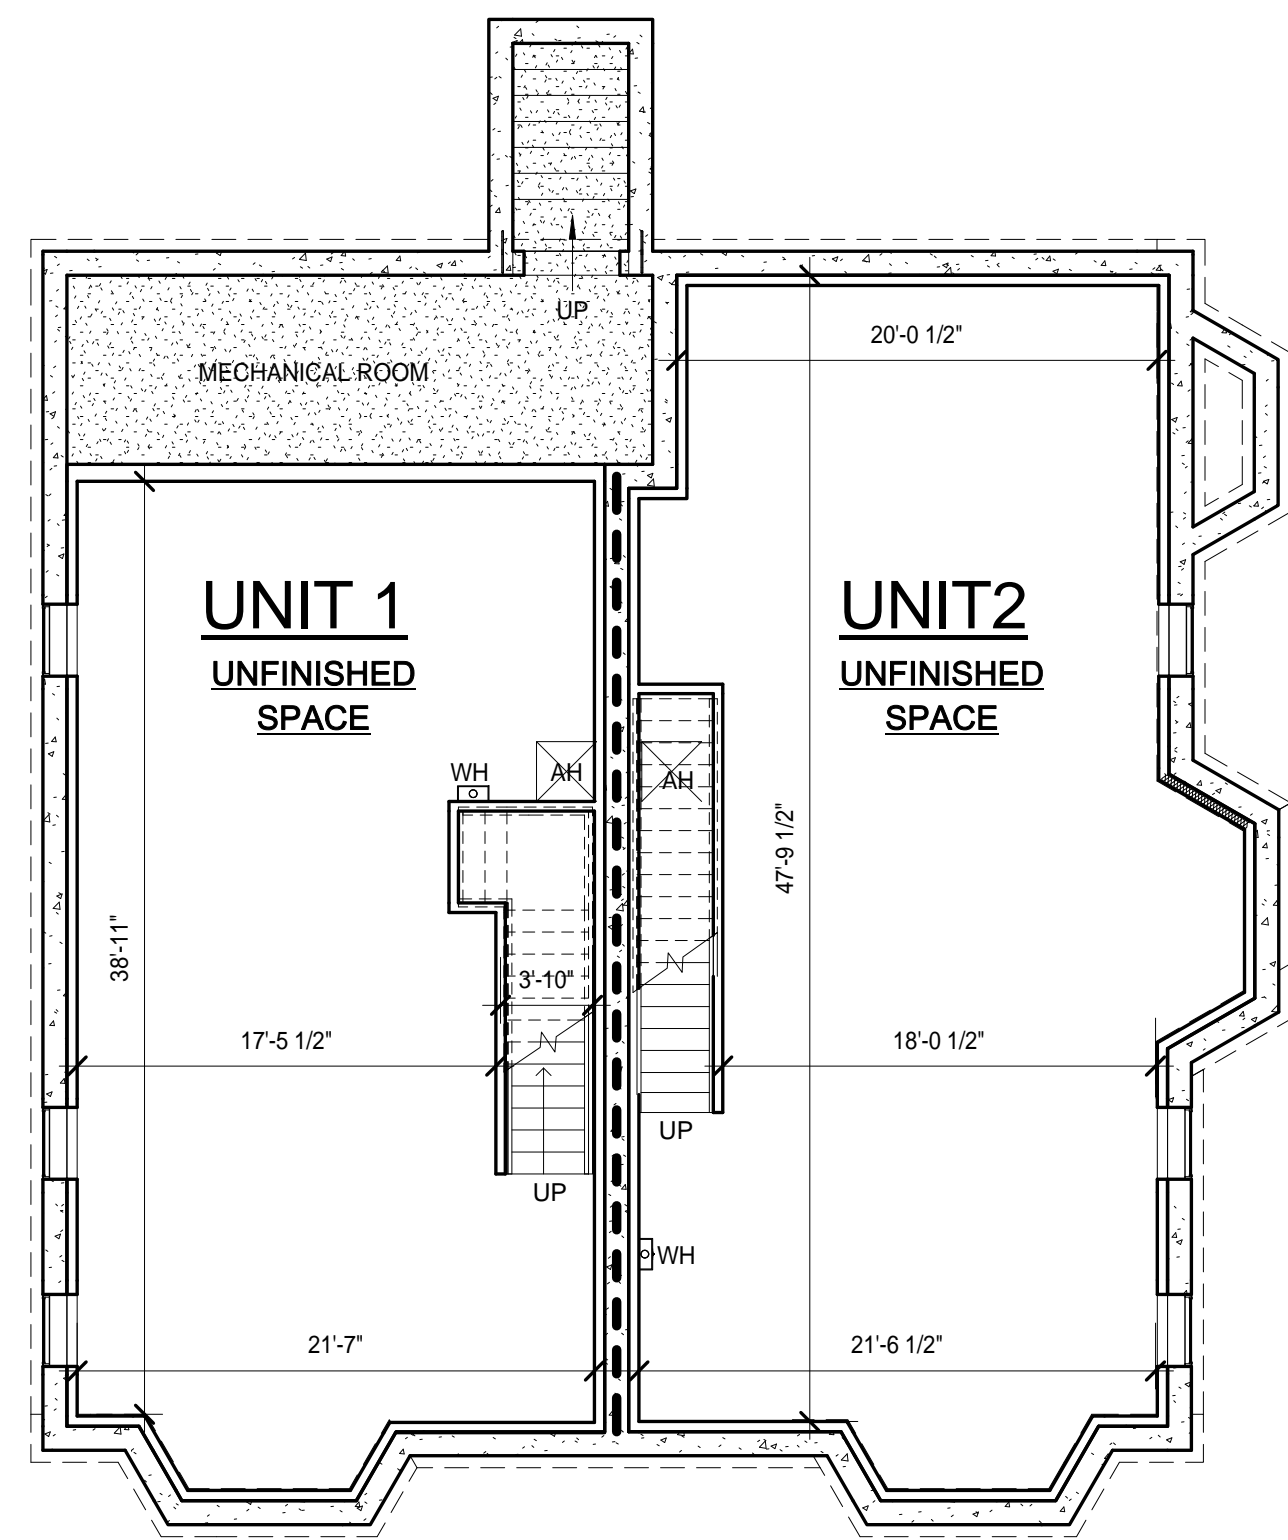 UP
20'-0 1/2"
MECHANICAL ROOM
UNIT 1
UNFINISHED
SPACE
UNIT2
UNFINISHED
SPACE
WH
AH
AH
47'-9 1/2"
38'-11"
3'-10"
17'-5 1/2"
18'-0 1/2"
UP
UP
WH
21'-7"
21'-6 1/2"